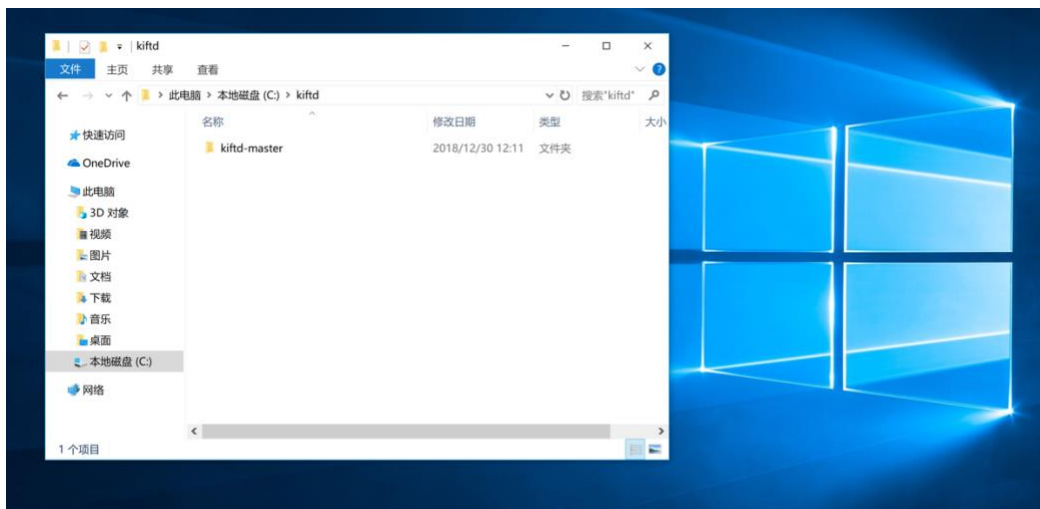 kiftd
文件 主页 共享 查看
此电脑 > 本地磁盘 (C:) > kiftd 搜索"kiftd"
名称 修改日期 类型 大小
kiftd-master 2018/12/30 12:11 文件夹
快速访问
OneDrive
此电脑
3D 对象
视频
图片
文档
下载
音乐
桌面
本地磁盘 (C:)
网络
1 个项目